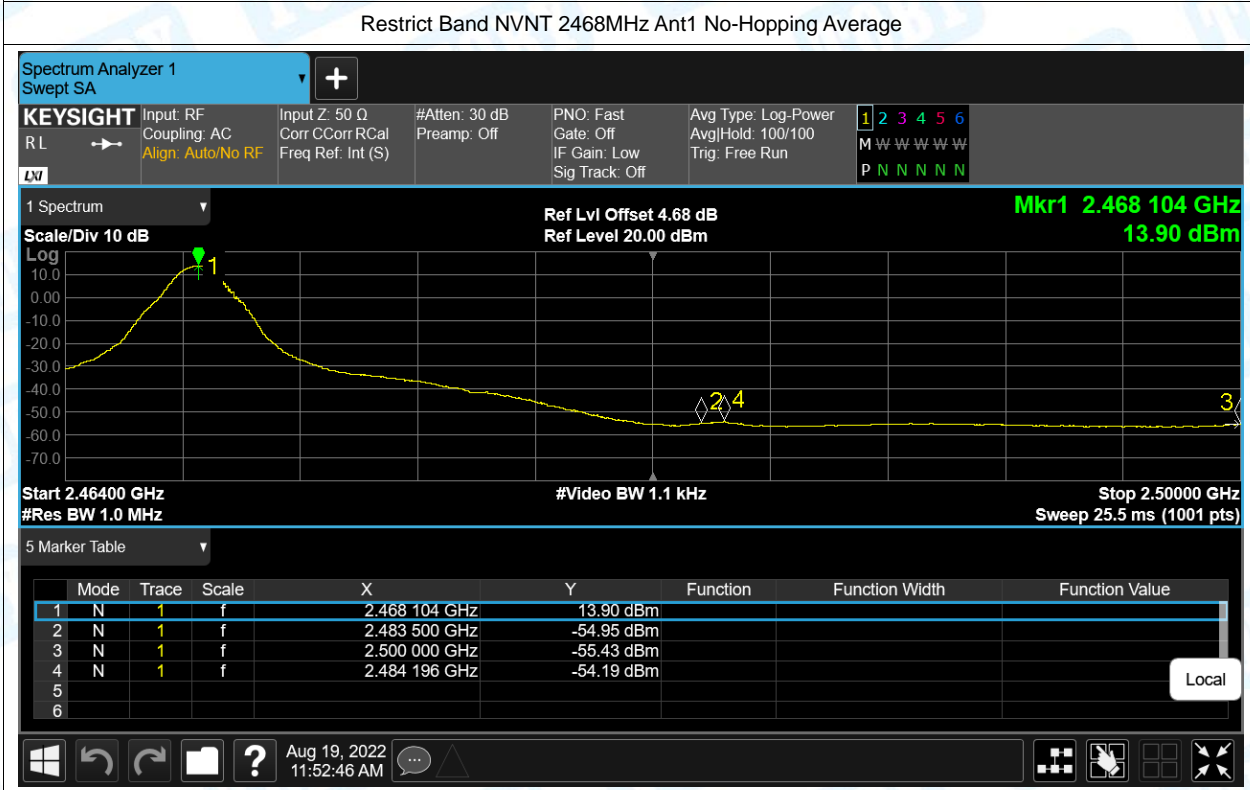 Restrict Band NVNT 2468MHz Ant1 No-Hopping Average
Spectrum Analyzer 1
Swept SA
+
KEYSIGHT Input: RF Input Z: 50 Ω #Atten: 30 dB PNO: Fast Avg Type: Log-Power 1 2 3 4 5 6
RL Coupling: AC Corr CCorr RCal Preamp: Off Gate: Off Avg|Hold: 100/100 M W W W W W
Align: Auto/No RF Freq Ref: Int (S) IF Gain: Low Trig: Free Run P N N N N N
LXI Sig Track: Off
1 Spectrum Ref Lvl Offset 4.68 dB Mkr1 2.468 104 GHz
Scale/Div 10 dB Ref Level 20.00 dBm 13.90 dBm
Log
1
10.0
0.00
-10.0
-20.0
-30.0
-40.0
2 4 3
-50.0
-60.0
-70.0
Start 2.46400 GHz #Video BW 1.1 kHz Stop 2.50000 GHz
#Res BW 1.0 MHz Sweep 25.5 ms (1001 pts)
5 Marker Table
Mode Trace Scale X Y Function Function Width Function Value
1 N 1 f 2.468 104 GHz 13.90 dBm
2 N 1 f 2.483 500 GHz -54.95 dBm
3 N 1 f 2.500 000 GHz -55.43 dBm
4 N 1 f 2.484 196 GHz -54.19 dBm
5
6
Local
? Aug 19, 2022
11:52:46 AM